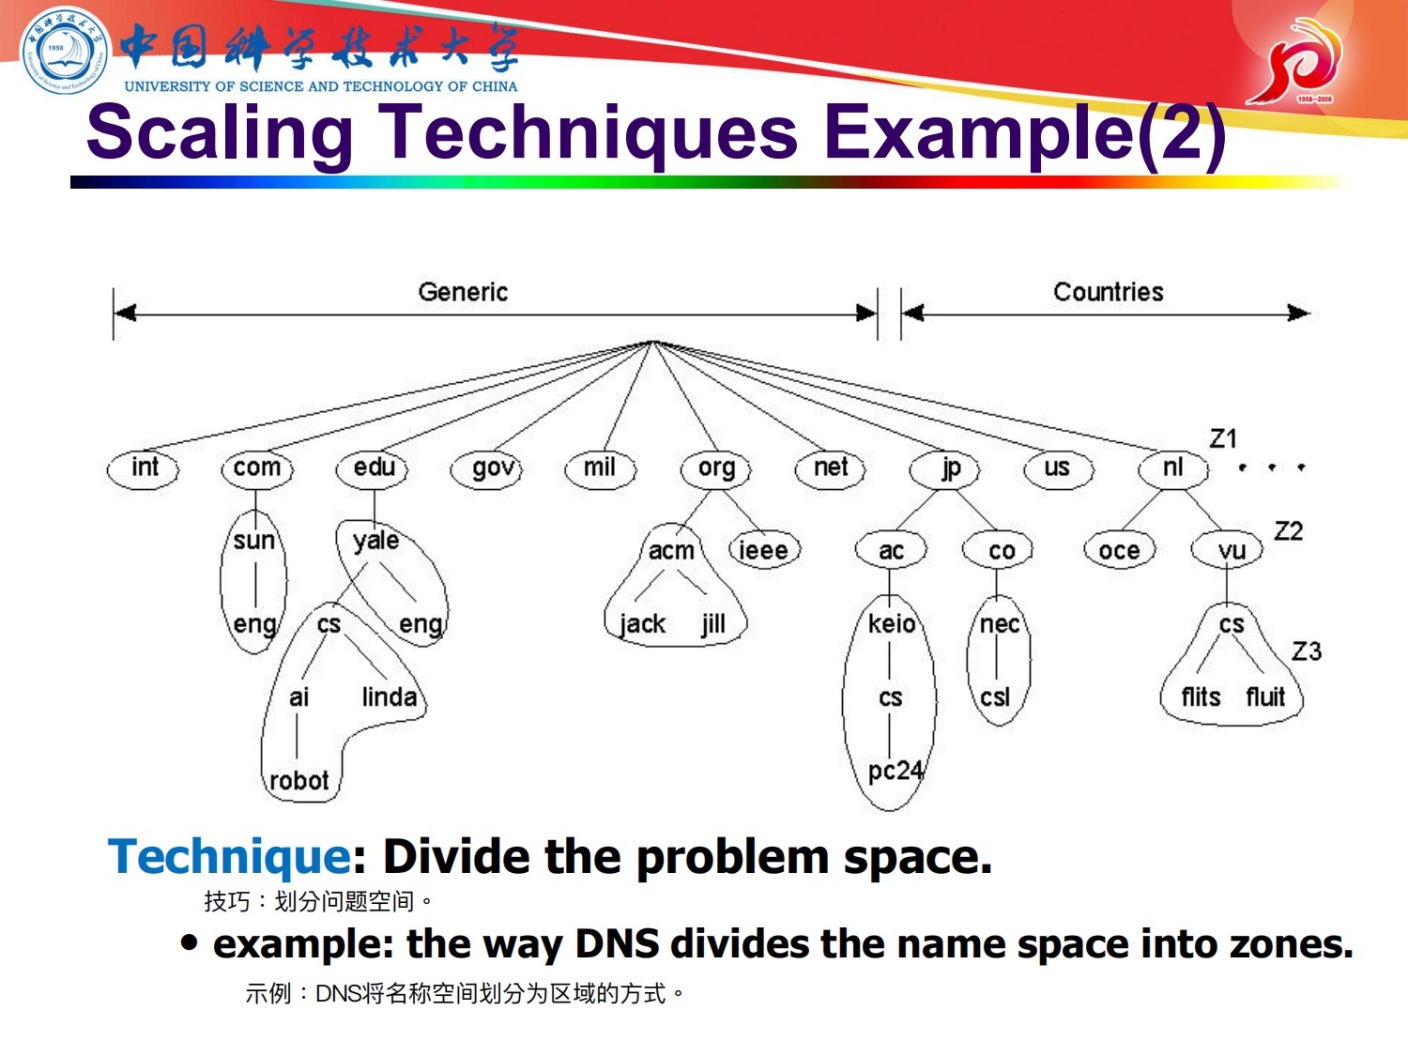 中国科学技术大学
UNIVERSITY OF SCIENCE AND TECHNOLOGY OF CHINA
1958
1958—2008
Scaling Techniques Example(2)
Generic Countries
Z1
int com edu gov mil org net jp us nl . . .
Z2
sun yale acm ieee ac co oce vu
eng cs eng jack jill keio nec cs
Z3
ai linda cs csl flits fluit
robot pc24
Technique: Divide the problem space.
技巧：划分问题空间。
• example: the way DNS divides the name space into zones.
示例：DNS将名称空间划分为区域的方式。